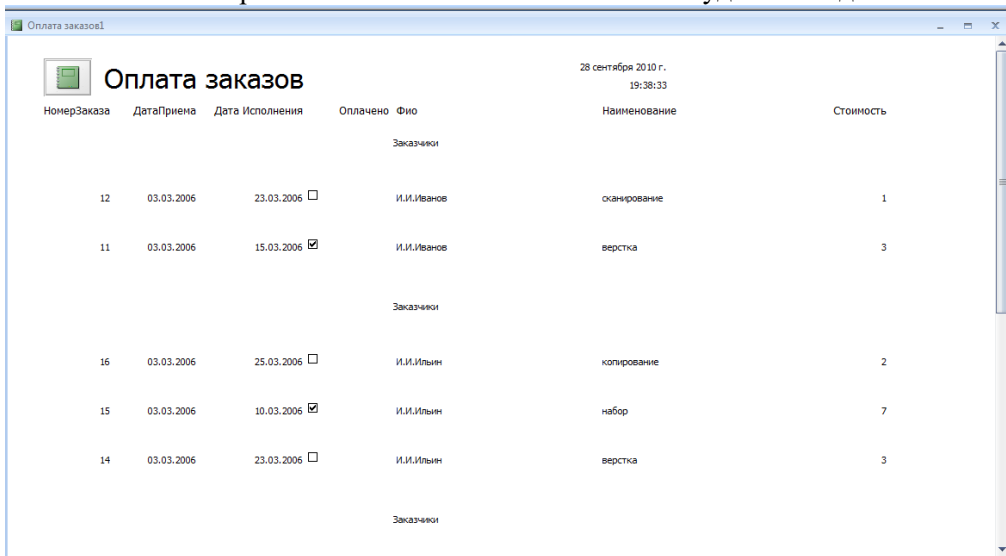 Оплата заказов1
28 сентября 2010 г.
Оплата заказов
19:38:33
НомерЗаказа ДатаПриема Дата Исполнения Оплачено Фио Наименование Стоимость
Заказчики
12 03.03.2006 23.03.2006 И.И.Иванов сканирование 1
11 03.03.2006 15.03.2006 И.И.Иванов верстка 3
Заказчики
16 03.03.2006 25.03.2006 И.И.Ильин копирование 2
15 03.03.2006 10.03.2006 И.И.Ильин набор 7
14 03.03.2006 23.03.2006 И.И.Ильин верстка 3
Заказчики